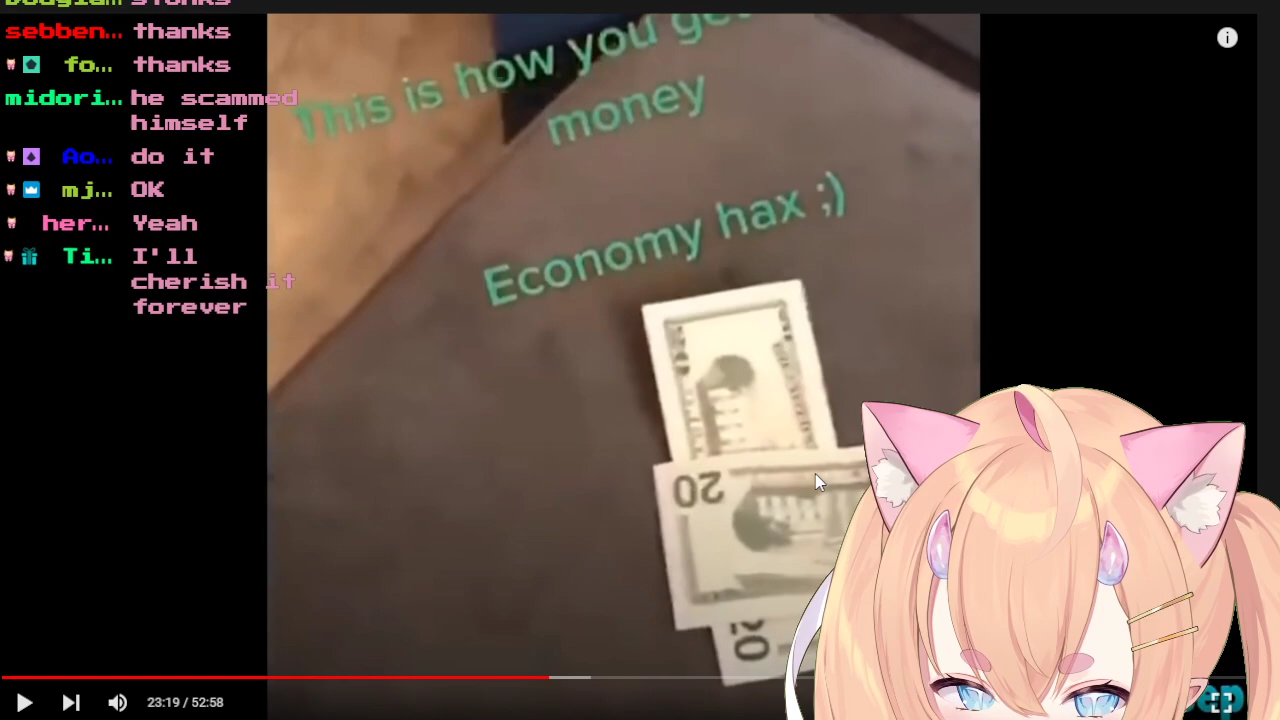 sebben... thanks
fo... thanks
midori... he scammed
himself
Ao... do it
mj... OK
her... Yeah
Ti... I'll
cherish it
forever
This is how you get
money
Economy hax ;)
20
20
23:19 / 52:58